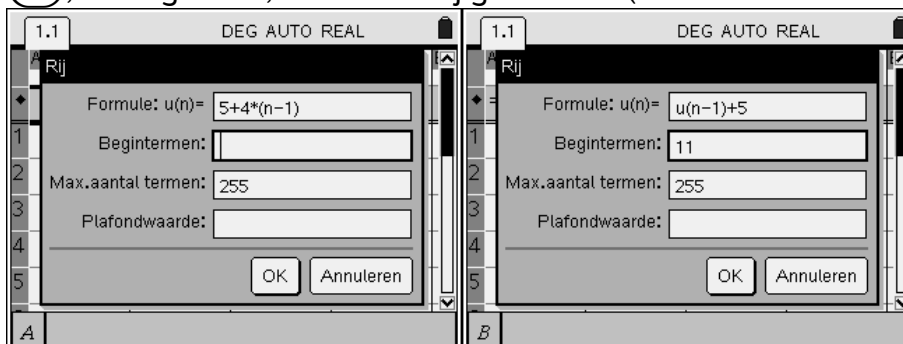 1.1 DEG AUTO REAL
Rij
Formule: u(n)= 5+4*(n-1)
Begintermen:
Max.aantal termen: 255
Plafondwaarde:
OK Annuleren
1
2
3
4
5
A
1.1 DEG AUTO REAL
Rij
Formule: u(n)= u(n-1)+5
Begintermen: 11
Max.aantal termen: 255
Plafondwaarde:
OK Annuleren
1
2
3
4
5
B